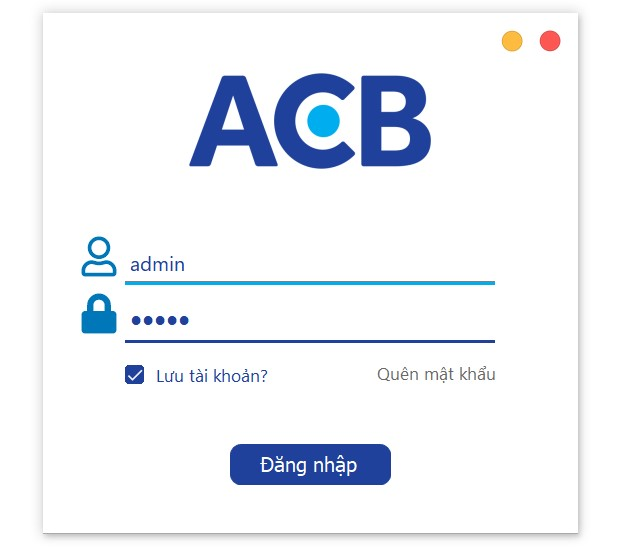 ACB
admin
•••••
Lưu tài khoản?
Quên mật khẩu
Đăng nhập